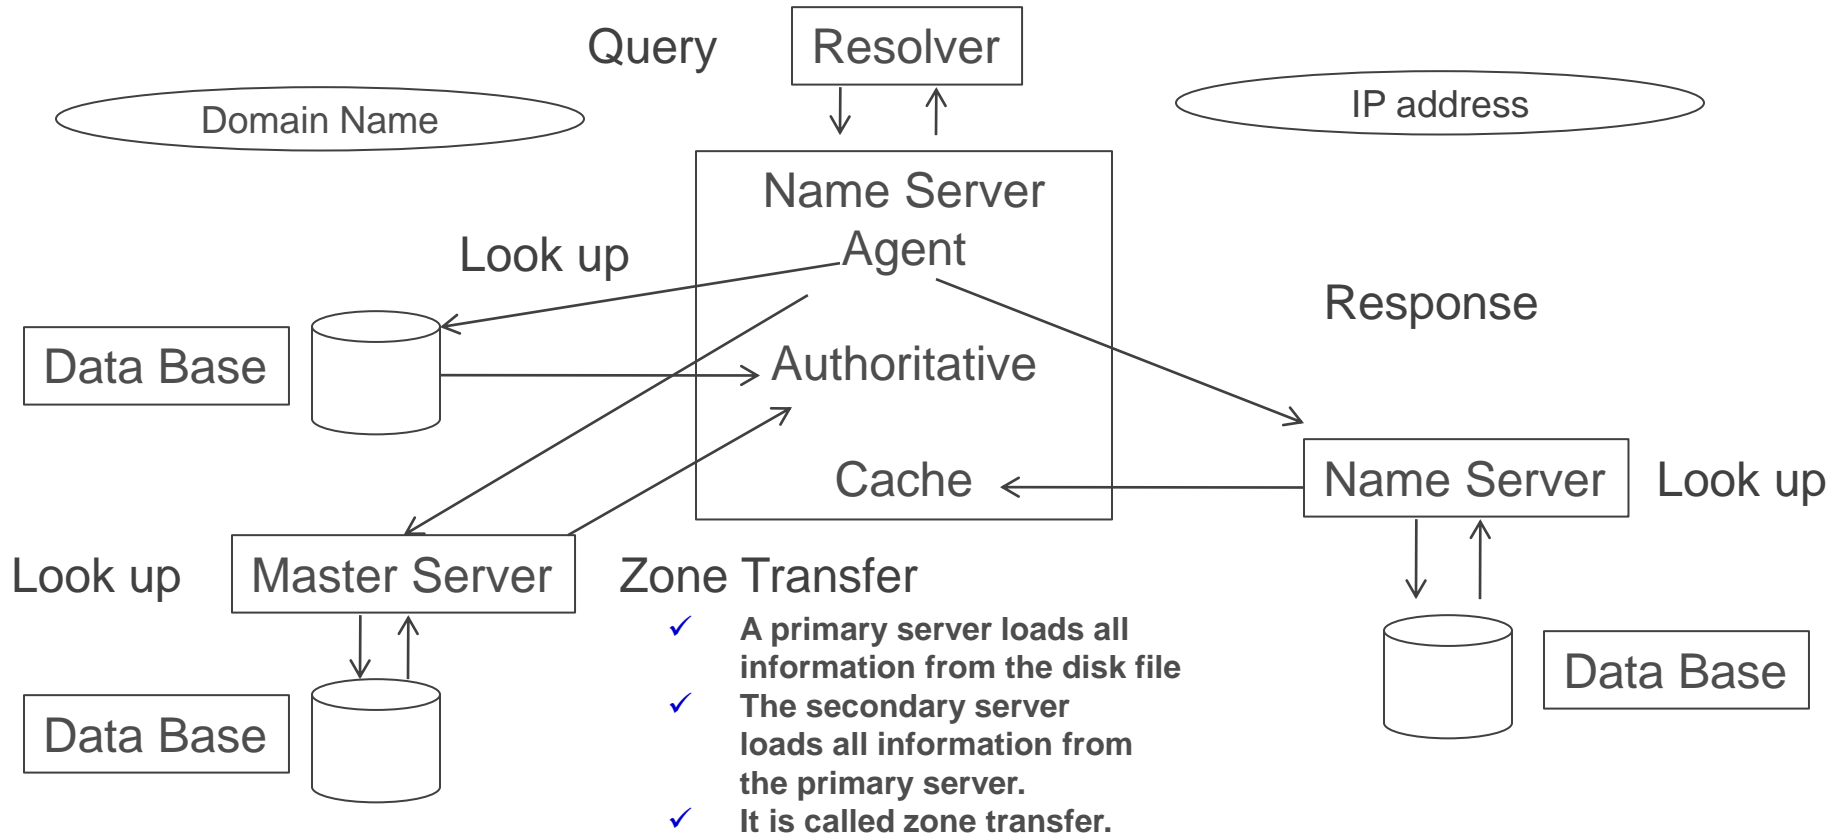 Query
Resolver
Domain Name
IP address
Name Server
Agent
Look up
Response
Data Base
Authoritative
Cache
Name Server
Look up
Look up
Master Server
Zone Transfer
✓ A primary server loads all
information from the disk file
Data Base
✓ The secondary server
loads all information from
the primary server.
Data Base
✓ It is called zone transfer.